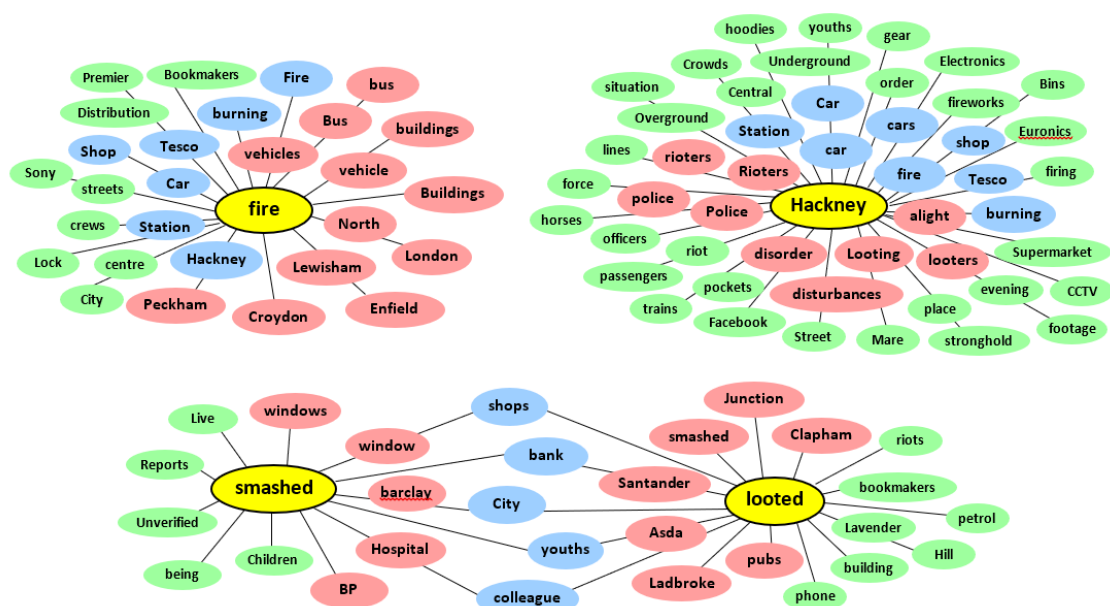 Premier
Bookmakers
Fire
bus
Distribution
burning
Bus
buildings
Shop
Tesco
vehicles
vehicle
Sony
streets
Car
Buildings
fire
crews
Station
North
London
Lock
centre
Hackney
Lewisham
City
Peckham
Croydon
Enfield
hoodies
youths
gear
Crowds
Underground
Electronics
situation
Central
Car
order
fireworks
Bins
Overground
Station
cars
shop
Euronics
lines
rioters
car
Rioters
fire
Tesco
firing
force
police
Police
Hackney
alight
burning
horses
officers
riot
disorder
Looting
looters
Supermarket
passengers
pockets
disturbances
evening
CCTV
trains
Facebook
Street
Mare
place
stronghold
footage
Live
windows
shops
Junction
window
smashed
Clapham
riots
Reports
bank
smashed
barclay
Santander
looted
bookmakers
Unverified
City
petrol
Hospital
youths
Asda
Lavender
Hill
being
Children
BP
colleague
Ladbroke
pubs
building
phone